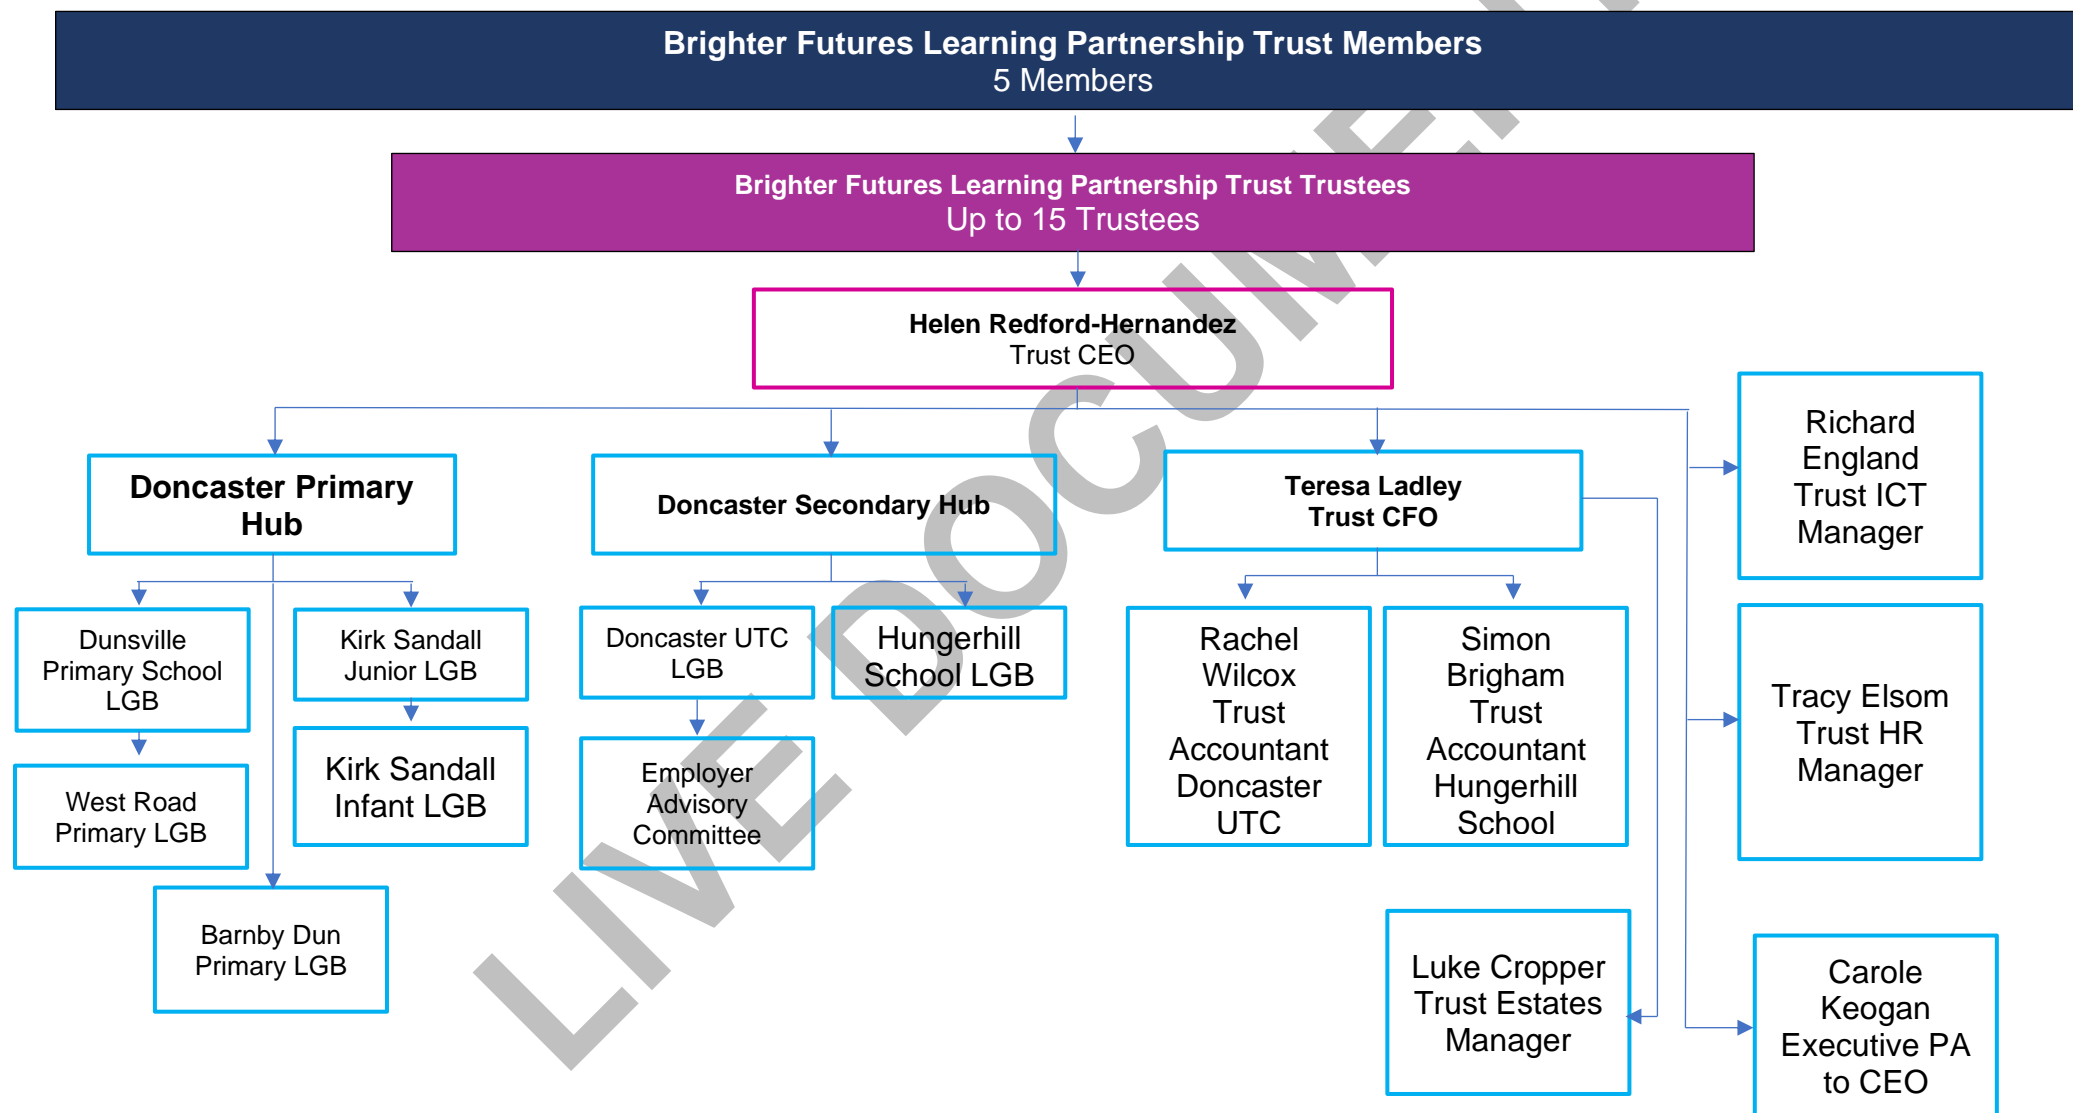 Brighter Futures Learning Partnership Trust Members
5 Members
Brighter Futures Learning Partnership Trust Trustees
Up to 15 Trustees
Helen Redford-Hernandez
Trust CEO
Doncaster Primary
Hub
Doncaster Secondary Hub
Teresa Ladley
Trust CFO
Richard
England
Trust ICT
Manager
Dunsville
Primary School
LGB
Kirk Sandall
Junior LGB
Doncaster UTC
LGB
Hungerhill
School LGB
Rachel
Wilcox
Trust
Accountant
Doncaster
UTC
Simon
Brigham
Trust
Accountant
Hungerhill
School
Tracy Elsom
Trust HR
Manager
West Road
Primary LGB
Kirk Sandall
Infant LGB
Employer
Advisory
Committee
Barnby Dun
Primary LGB
Luke Cropper
Trust Estates
Manager
Carole
Keogan
Executive PA
to CEO
LIVE DOCUMENT